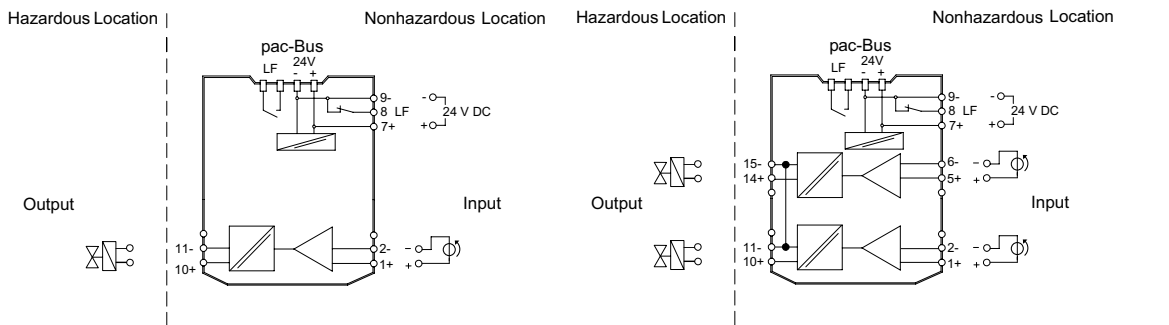 Hazardous Location
Nonhazardous Location
pac-Bus
LF
24V
- +
9-
8 LF
7+
-
24 V DC
+
Output
Input
11-
10+
2-
1+
-
+
Hazardous Location
Nonhazardous Location
pac-Bus
LF
24V
- +
9-
8 LF
7+
-
24 V DC
+
15-
14+
6-
5+
-
+
Output
Input
11-
10+
2-
1+
-
+